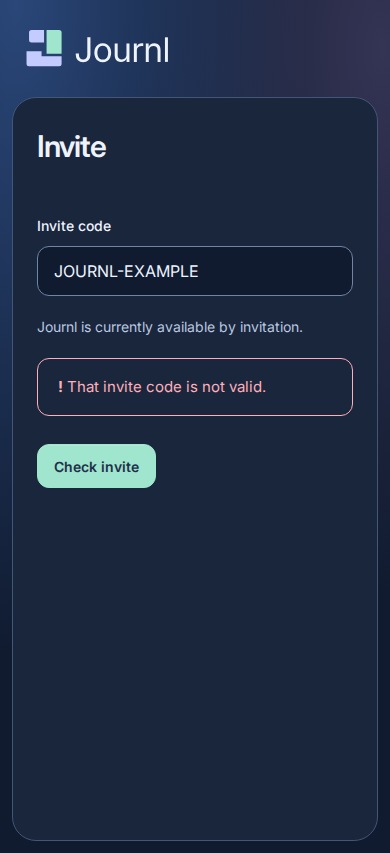 Journl
Invite
Invite code
JOURNL-EXAMPLE
Journl is currently available by invitation.
! That invite code is not valid.
Check invite